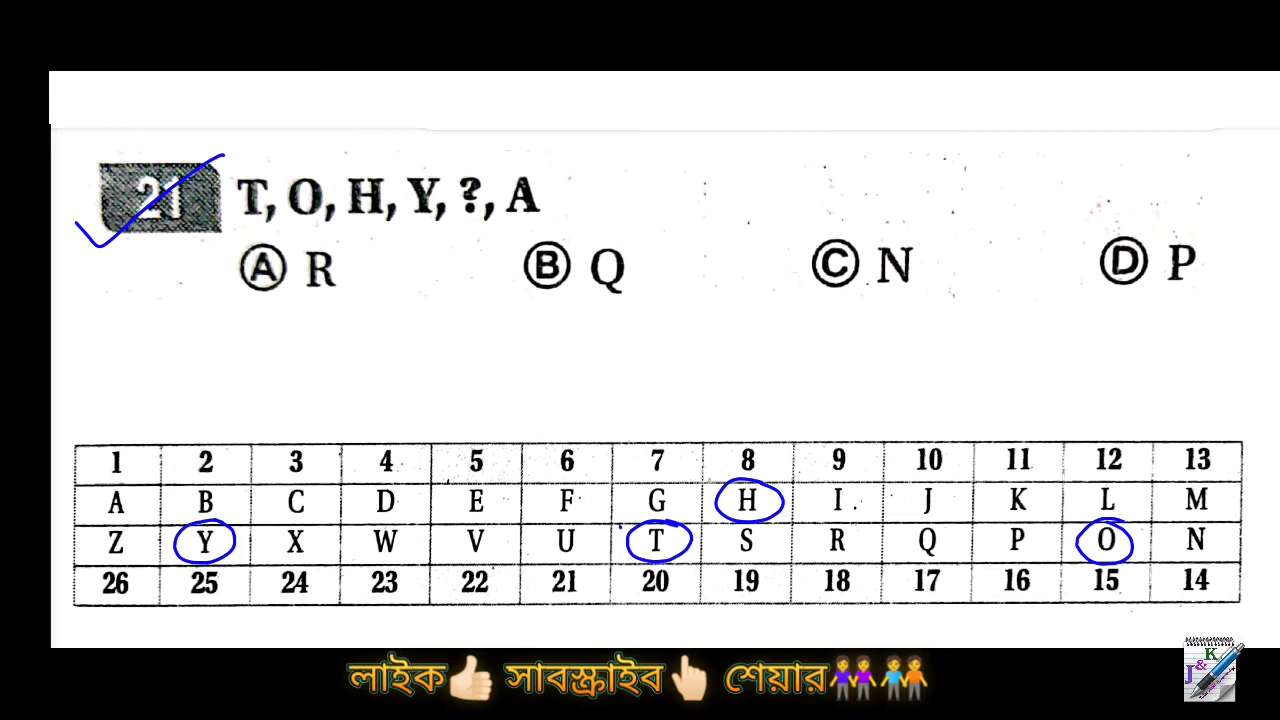 21 T, O, H, Y, ?, A
Ⓐ R Ⓑ Q Ⓒ N Ⓓ P
1 2 3 4 5 6 7 8 9 10 11 12 13
A B C D E F G H I J K L M
Z Y X W V U T S R Q P O N
26 25 24 23 22 21 20 19 18 17 16 15 14
লাইক👍🏻 সাবস্ক্রাইব👆🏻 শেয়ার👭👬
J&K